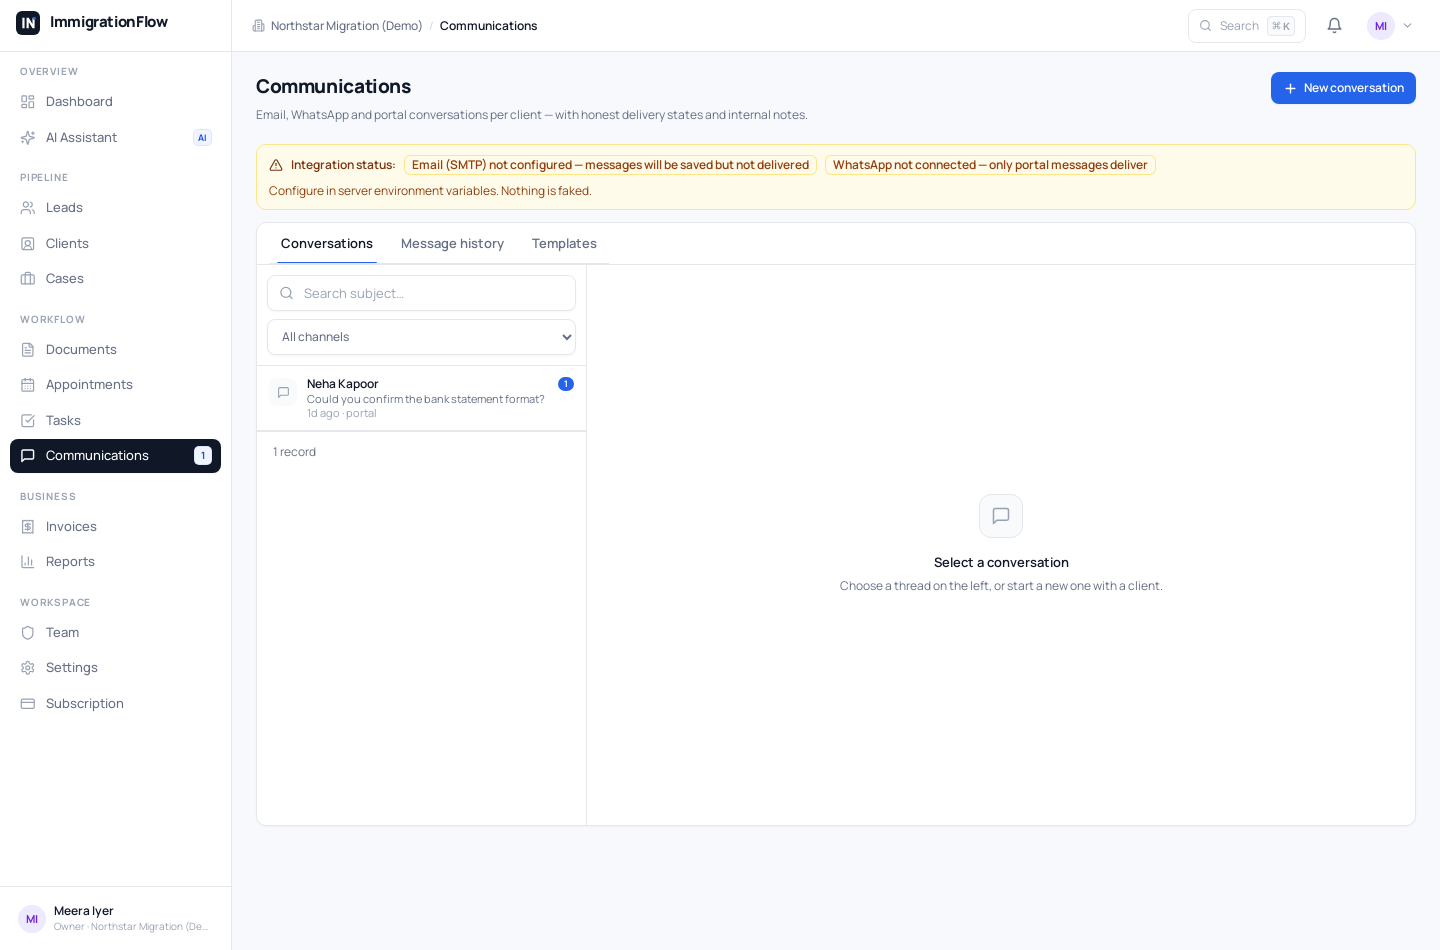 IN ImmigrationFlow
OVERVIEW
Dashboard
AI Assistant AI
PIPELINE
Leads
Clients
Cases
WORKFLOW
Documents
Appointments
Tasks
Communications 1
BUSINESS
Invoices
Reports
WORKSPACE
Team
Settings
Subscription
MI Meera Iyer
Owner · Northstar Migration (De...
Northstar Migration (Demo) / Communications
Search ⌘ K
MI
Communications
Email, WhatsApp and portal conversations per client — with honest delivery states and internal notes.
New conversation
Integration status: Email (SMTP) not configured — messages will be saved but not delivered WhatsApp not connected — only portal messages deliver
Configure in server environment variables. Nothing is faked.
Conversations Message history Templates
Search subject...
All channels
Neha Kapoor 1
Could you confirm the bank statement format?
1d ago · portal
1 record
Select a conversation
Choose a thread on the left, or start a new one with a client.